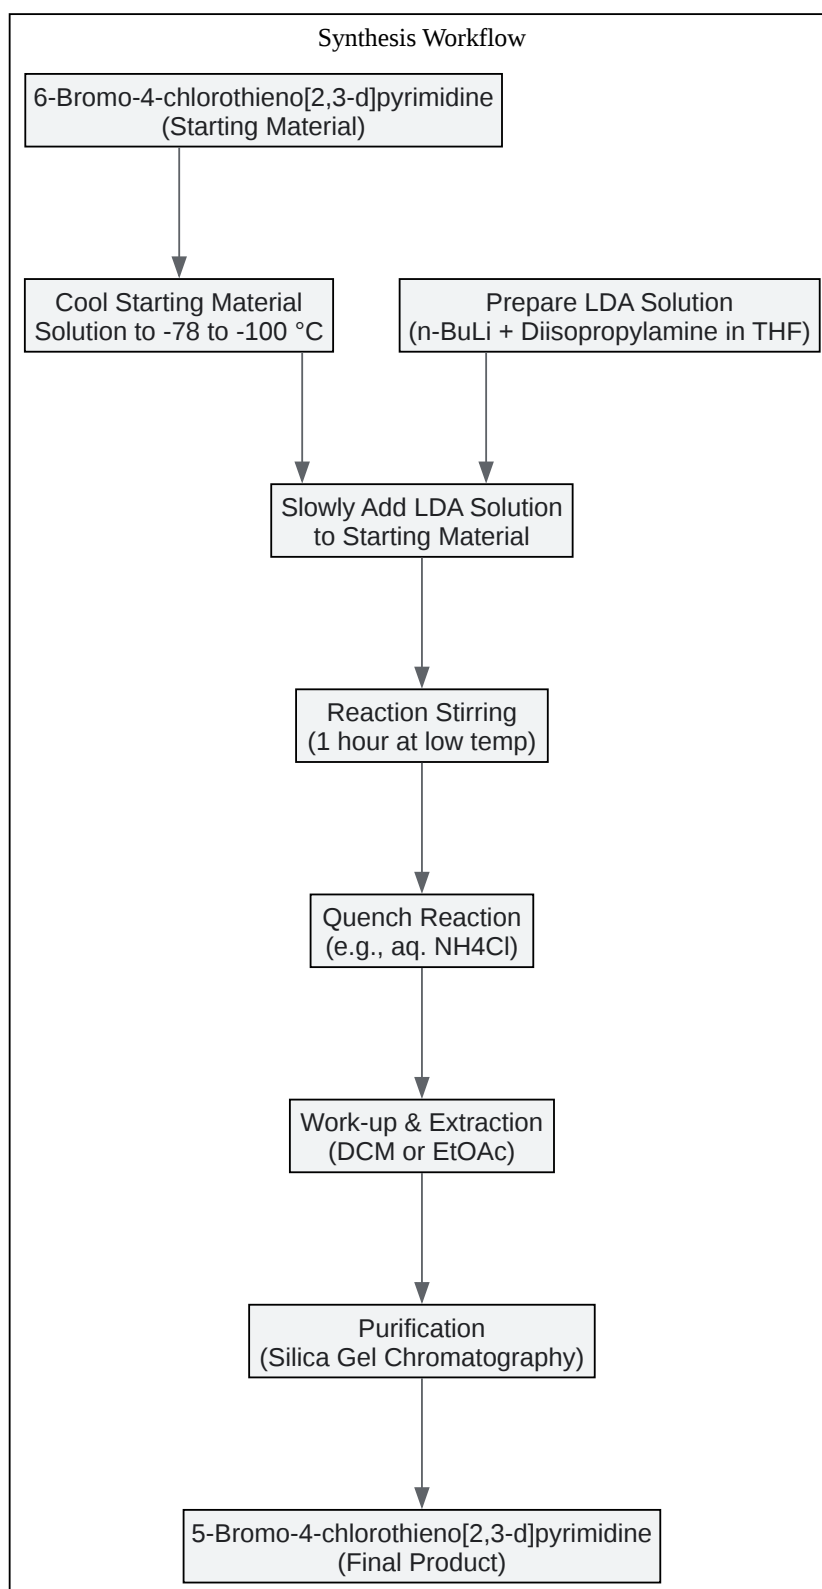 Synthesis Workflow
6-Bromo-4-chlorothieno[2,3-d]pyrimidine
(Starting Material)
Cool Starting Material
Solution to -78 to -100 °C
Prepare LDA Solution
(n-BuLi + Diisopropylamine in THF)
Slowly Add LDA Solution
to Starting Material
Reaction Stirring
(1 hour at low temp)
Quench Reaction
(e.g., aq. NH4Cl)
Work-up & Extraction
(DCM or EtOAc)
Purification
(Silica Gel Chromatography)
5-Bromo-4-chlorothieno[2,3-d]pyrimidine
(Final Product)